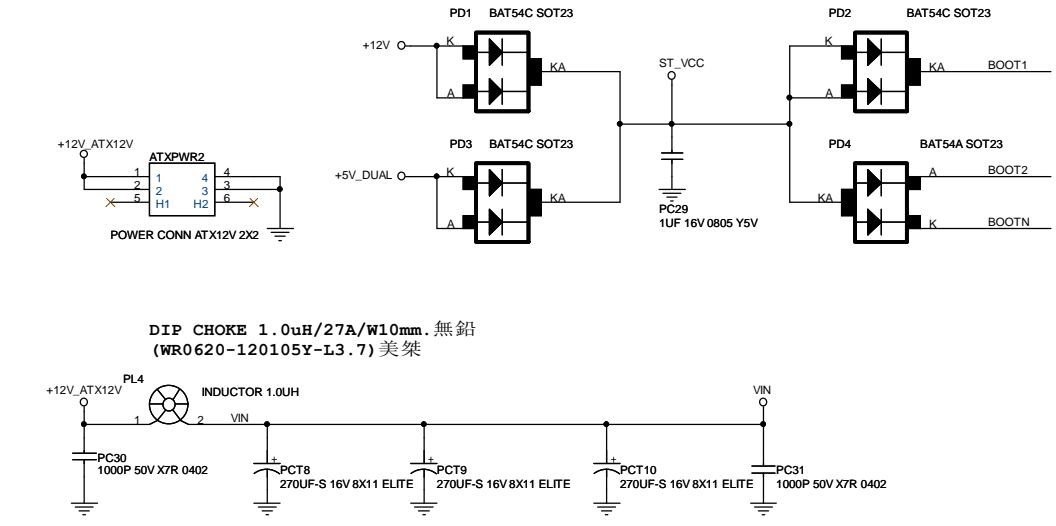 PD1 BAT54C SOT23
PD2 BAT54C SOT23
+12V
K
A
KA
ST_VCC
K
A
KA
BOOT1
+12V_ATX12V
ATXPWR2
1 1 4 4
2 2 3 3
5 H1 H2 6
POWER CONN ATX12V 2X2
PD3 BAT54C SOT23
PD4 BAT54A SOT23
+5V_DUAL
K
A
KA
PC29
1UF 16V 0805 Y5V
KA
A
BOOT2
K
BOOTN
DIP CHOKE 1.0uH/27A/W10mm.無鉛
(WR0620-120105Y-L3.7)美桀
+12V_ATX12V
PL4
INDUCTOR 1.0UH
1 2
VIN
VIN
PC30
1000P 50V X7R 0402
+
PCT8
270UF-S 16V 8X11 ELITE
+
PCT9
270UF-S 16V 8X11 ELITE
+
PCT10
270UF-S 16V 8X11 ELITE
PC31
1000P 50V X7R 0402